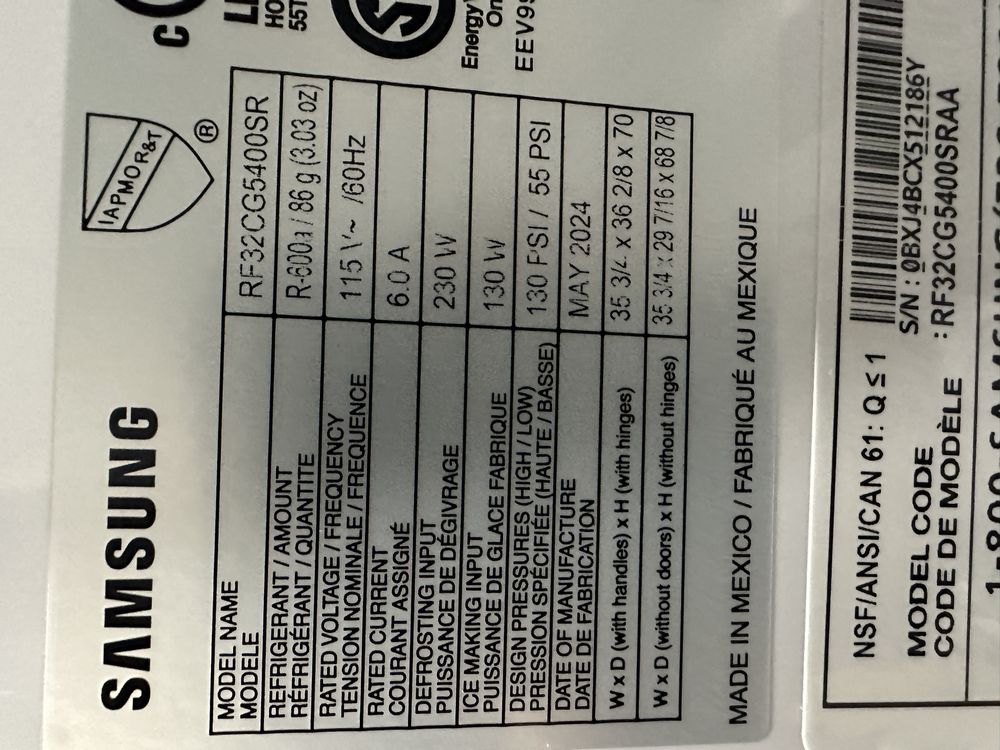 SAMSUNG
IAPMO R&T
®
MODEL NAME
MODELE
RF32CG5400SR
REFRIGERANT / AMOUNT
RÉFRIGÉRANT / QUANTITE
R-600a / 86 g (3.03 oz)
RATED VOLTAGE / FREQUENCY
TENSION NOMINALE / FREQUENCE
115 V~ /60Hz
RATED CURRENT
COURANT ASSIGNÉ
6.0 A
DEFROSTING INPUT
PUISSANCE DE DÉGIVRAGE
230 W
ICE MAKING INPUT
PUISSANCE DE GLACE FABRIQUE
130 W
DESIGN PRESSURES (HIGH / LOW)
PRESSION SPÉCIFIÉE (HAUTE / BASSE)
130 PSI / 55 PSI
DATE OF MANUFACTURE
DATE DE FABRICATION
MAY 2024
W x D (with handles) x H (with hinges)
35 3/4 x 36 2/8 x 70
W x D (without doors) x H (without hinges)
35 3/4 x 29 7/16 x 68 7/8
MADE IN MEXICO / FABRIQUÉ AU MEXIQUE
C
HO
55T
Energy
On
EEV9
NSF/ANSI/CAN 61: Q ≤ 1
S/N : 0BXJ4BCX512186Y
MODEL CODE
CODE DE MODÈLE
: RF32CG5400SRAA